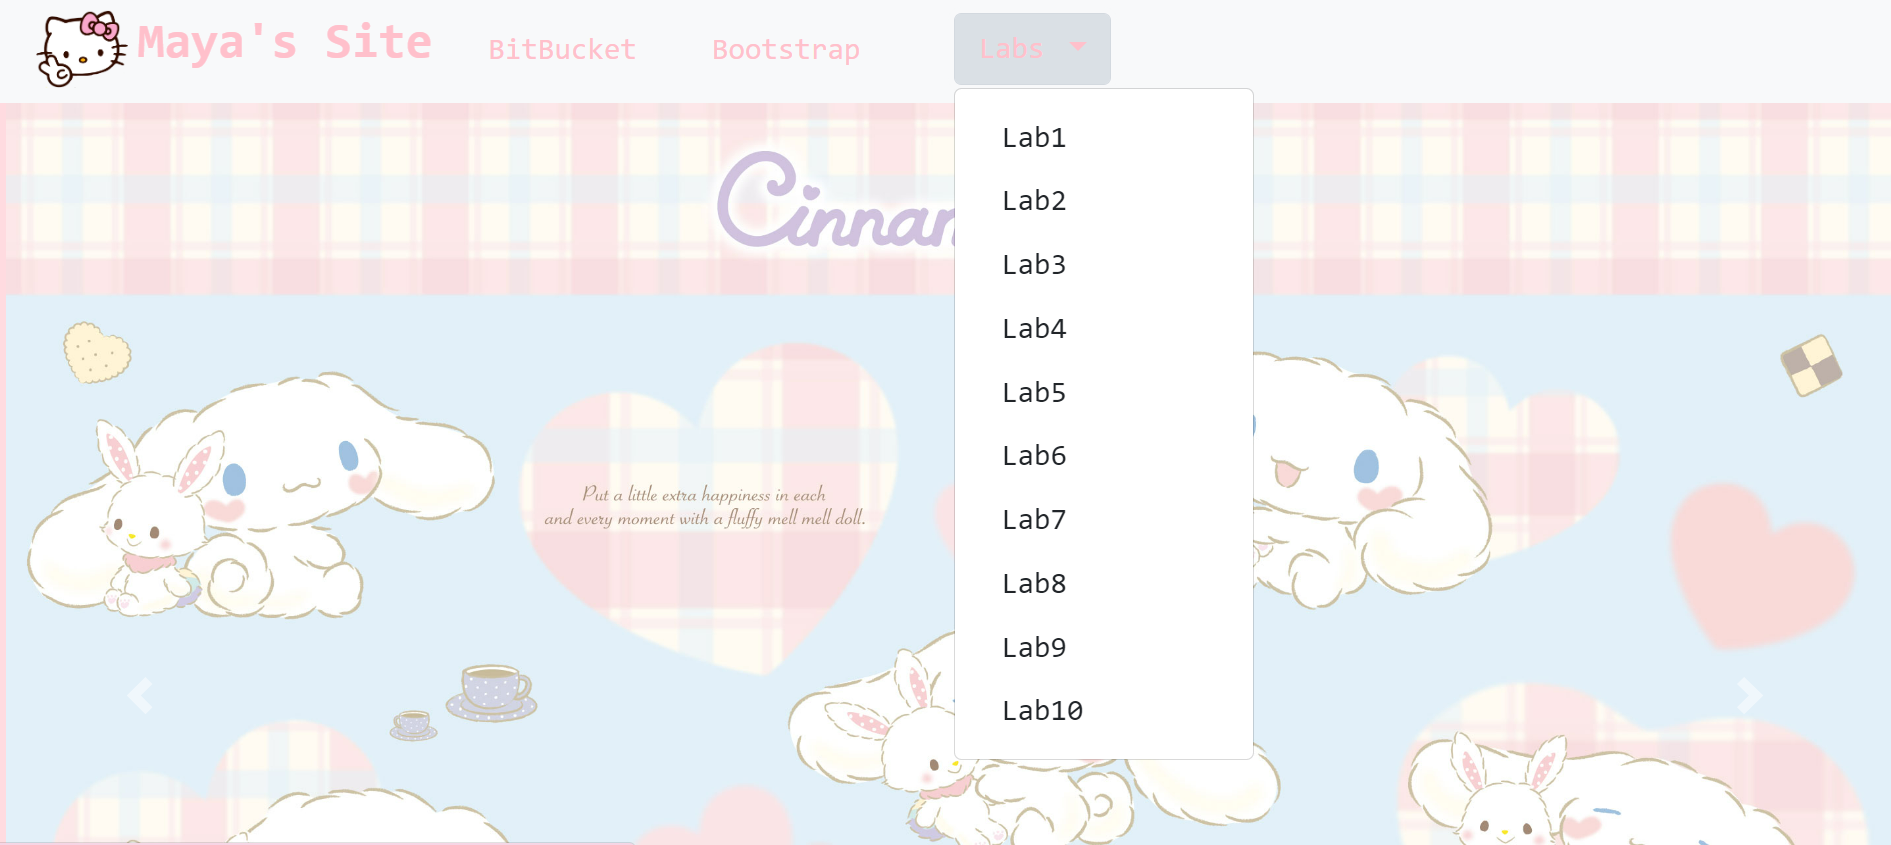 Maya's Site
BitBucket
Bootstrap
Labs
Lab1
Lab2
Lab3
Lab4
Lab5
Lab6
Lab7
Lab8
Lab9
Lab10
Cinnam
Put a little extra happiness in each
and every moment with a fluffy mell mell doll.